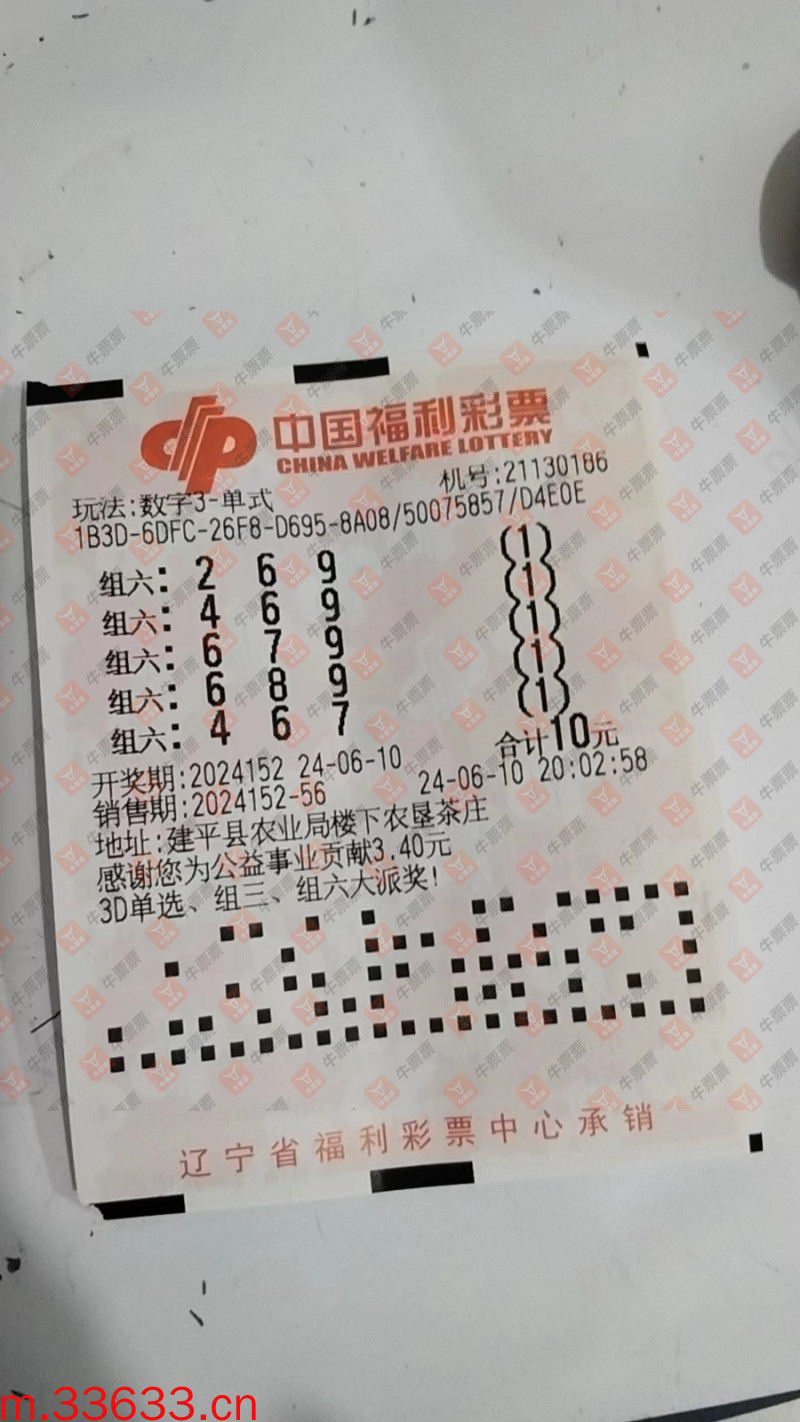 中国福利彩票
CHINA WELFARE LOTTERY
玩法:数字3-单式 机号:21130186
1B3D-6DFC-26F8-D695-8A08/50075857/D4E0E
组六: 2 6 9 (1)
组六: 4 6 9 (1)
组六: 6 7 9 (1)
组六: 6 8 9 (1)
组六: 4 6 7 (1)
合计10元
开奖期:2024152 24-06-10
销售期:2024152-56 24-06-10 20:02:58
地址:建平县农业局楼下农垦茶庄
感谢您为公益事业贡献3.40元
3D单选、组三、组六大派奖!
辽宁省福利彩票中心承销
牛票票
m.33633.cn